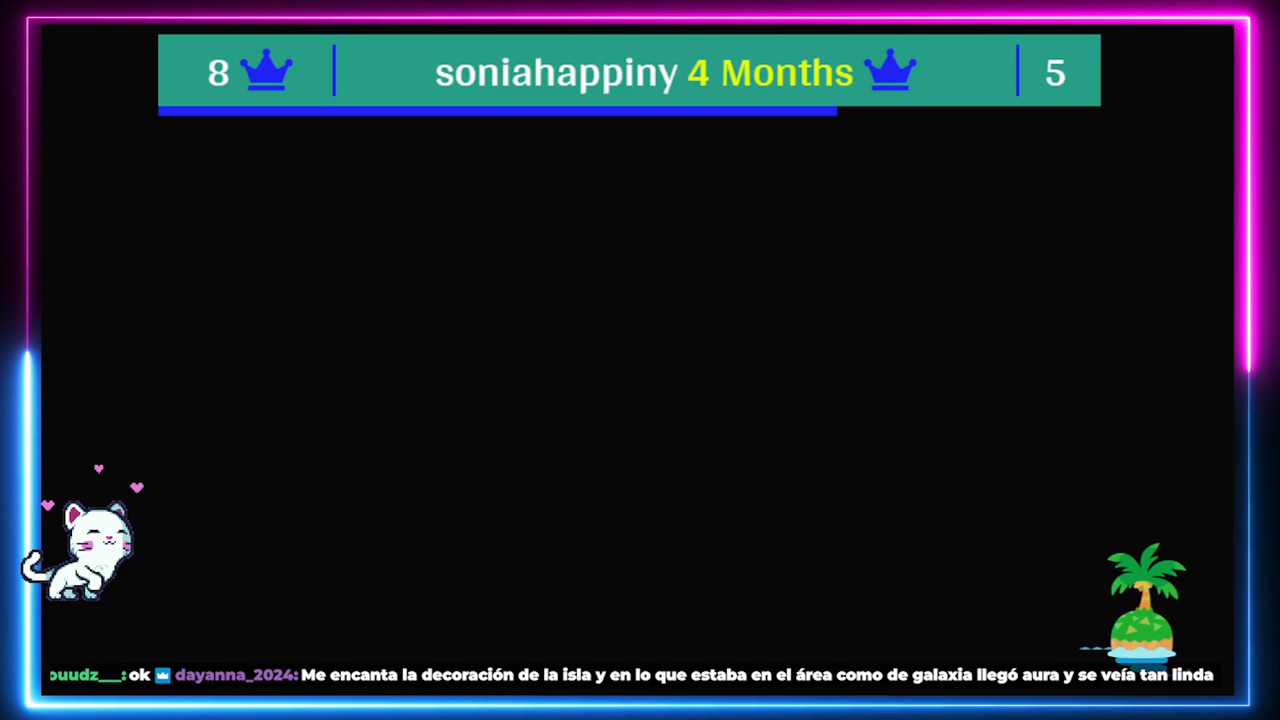 8 soniahappiny 4 Months 5
ouudz___: ok dayanna_2024: Me encanta la decoración de la isla y en lo que estaba en el área como de galaxia llegó aura y se veía tan linda